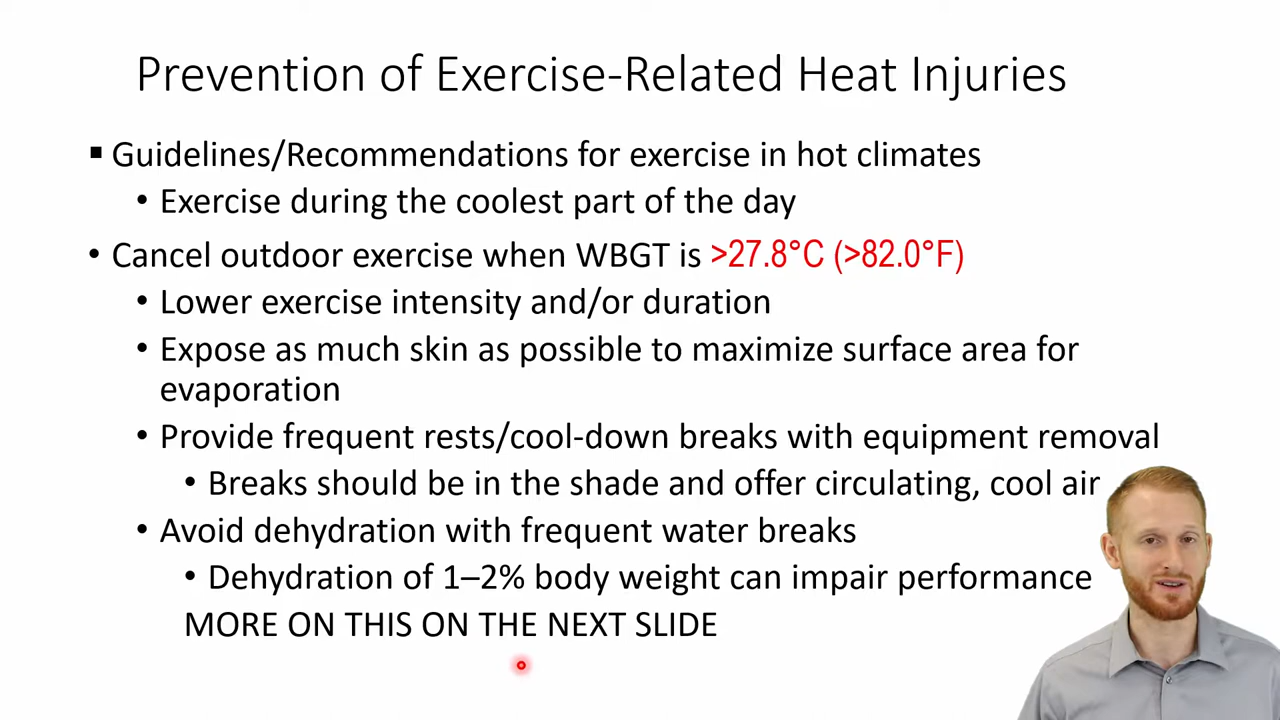 Prevention of Exercise-Related Heat Injuries
▪ Guidelines/Recommendations for exercise in hot climates
• Exercise during the coolest part of the day
• Cancel outdoor exercise when WBGT is >27.8°C (>82.0°F)
• Lower exercise intensity and/or duration
• Expose as much skin as possible to maximize surface area for
evaporation
• Provide frequent rests/cool-down breaks with equipment removal
• Breaks should be in the shade and offer circulating, cool air
• Avoid dehydration with frequent water breaks
• Dehydration of 1–2% body weight can impair performance
MORE ON THIS ON THE NEXT SLIDE